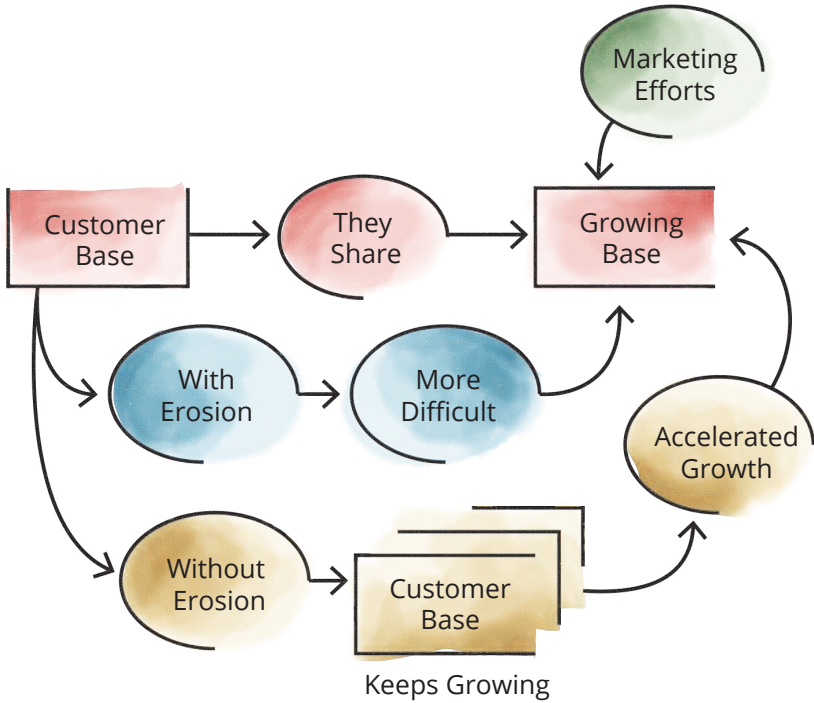 Marketing
Efforts
Customer
Base
They
Share
Growing
Base
With
Erosion
More
Difficult
Accelerated
Growth
Without
Erosion
Customer
Base
Keeps Growing